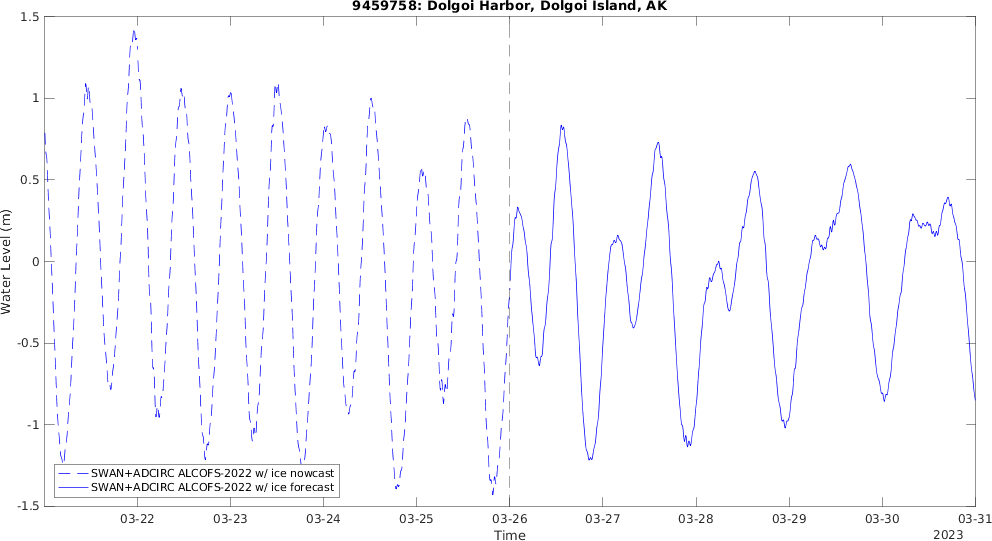 9459758: Dolgoi Harbor, Dolgoi Island, AK
1.5
1
0.5
0
-0.5
-1
-1.5
Water Level (m)
SWAN+ADCIRC ALCOFS-2022 w/ ice nowcast
SWAN+ADCIRC ALCOFS-2022 w/ ice forecast
03-22 03-23 03-24 03-25 03-26 03-27 03-28 03-29 03-30 03-31
Time
2023